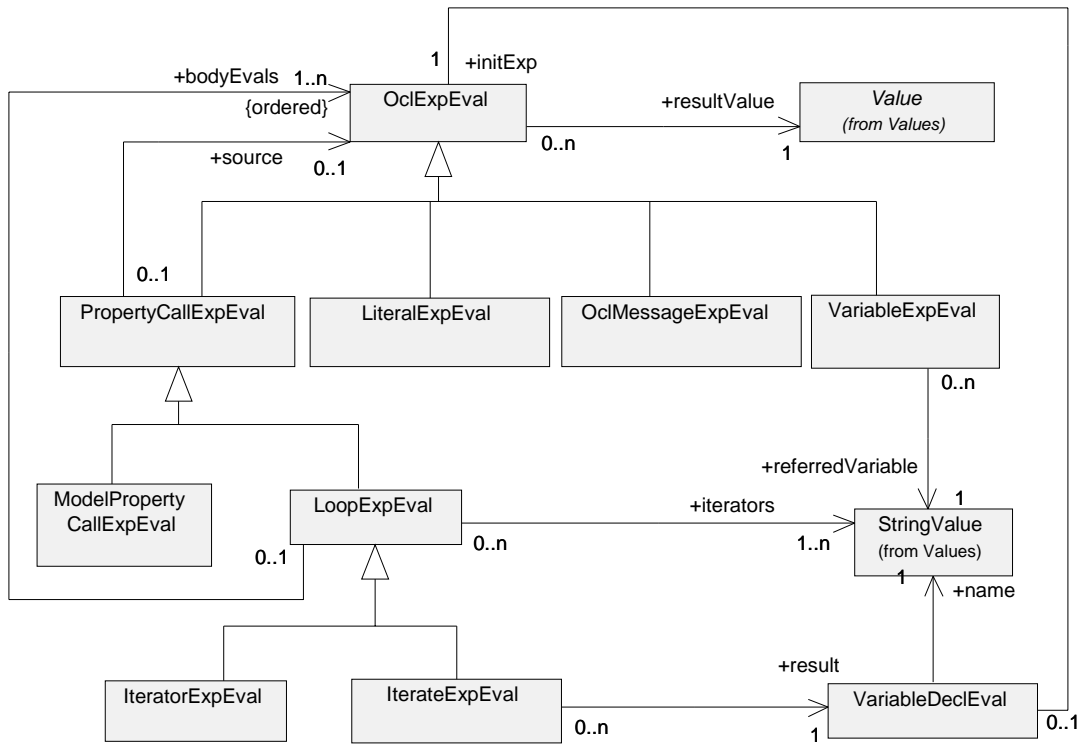 1
+initExp
+bodyEvals
1..n
{ordered}
OclExpEval
+resultValue
Value
(from Values)
0..n
1
+source
0..1
0..1
PropertyCallExpEval
LiteralExpEval
OclMessageExpEval
VariableExpEval
0..n
+referredVariable
ModelProperty
CallExpEval
LoopExpEval
0..1
0..n
+iterators
1..n
1
StringValue
(from Values)
1
+name
IteratorExpEval
IterateExpEval
0..n
+result
1
VariableDeclEval
0..1